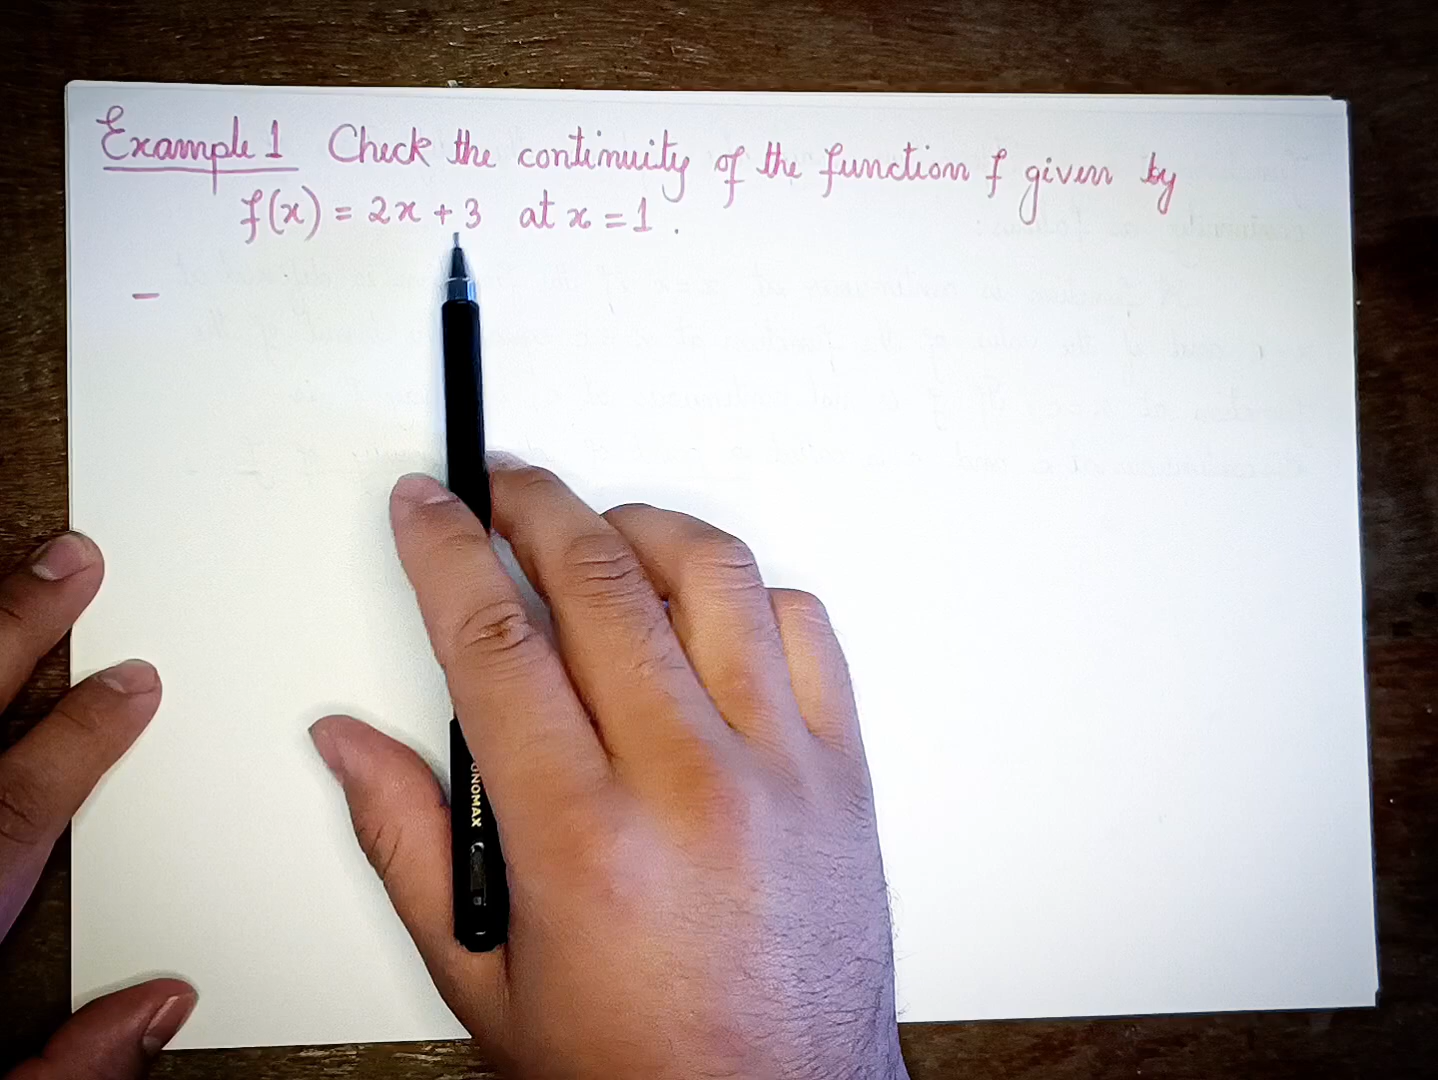 Example 1 Check the continuity of the function f given by
f(x) = 2x + 3 at x = 1 .
-
UNOMAX